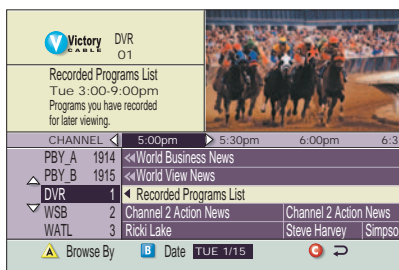 Victory CABLE DVR
01
Recorded Programs List
Tue 3:00-9:00pm
Programs you have recorded
for later viewing.
CHANNEL 5:00pm 5:30pm 6:00pm 6:3
PBY_A 1914 World Business News
PBY_B 1915 World View News
DVR 1 Recorded Programs List
WSB 2 Channel 2 Action News Channel 2 Action News
WATL 3 Ricki Lake Steve Harvey Simpso
A Browse By B Date TUE 1/15 C